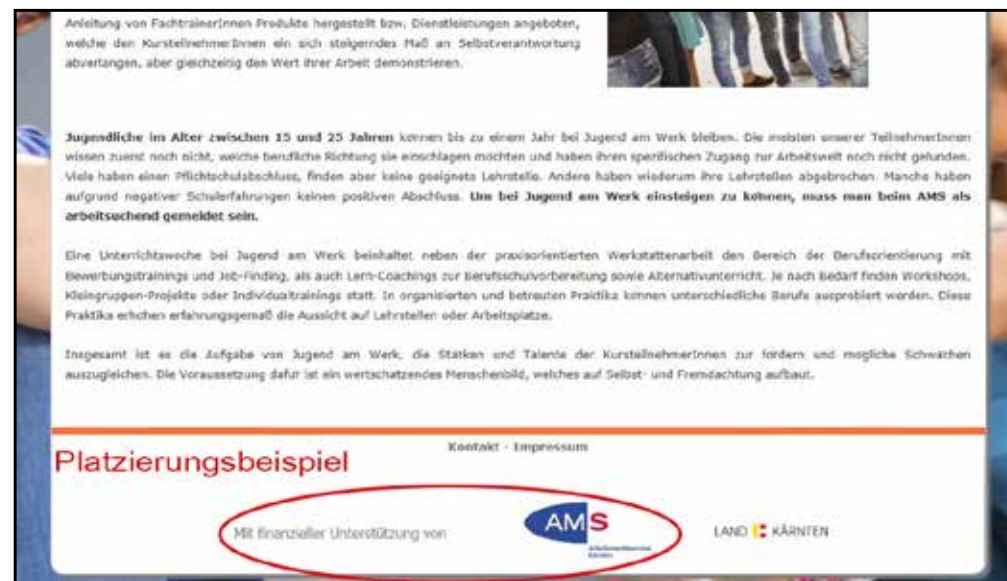 Anleitung von FachtrainerInnen Produkte hergestellt bzw. Dienstleistungen angeboten,
welche den KursteilnehmerInnen ein sich steigerndes Maß an Selbstverantwortung
abverlangen, aber gleichzeitig den Wert ihrer Arbeit demonstrieren.
Jugendliche im Alter zwischen 15 und 25 Jahren können bis zu einem Jahr bei Jugend am Werk bleiben. Die meisten unserer TeilnehmerInnen
wissen zuerst noch nicht, welche berufliche Richtung sie einschlagen möchten und haben ihren spezifischen Zugang zur Arbeitswelt noch nicht gefunden.
Viele haben einen Pflichtschulabschluss, finden aber keine geeignete Lehrstelle. Andere haben wiederum ihre Lehrstellen abgebrochen. Manche haben
aufgrund negativer Schulerfahrungen keinen positiven Abschluss. Um bei Jugend am Werk einsteigen zu können, muss man beim AMS als
arbeitsuchend gemeldet sein.
Eine Unterrichtswoche bei Jugend am Werk beinhaltet neben der praxisorientierten Werkstättenarbeit den Bereich der Berufsorientierung mit
Bewerbungstrainings und Job-Finding, als auch Lern-Coachings zur Berufsschulvorbereitung sowie Alternativunterricht. Je nach Bedarf finden Workshops,
Kleingruppen-Projekte oder Individualtrainings statt. In organisierten und betreuten Praktika können unterschiedliche Berufe ausprobiert werden. Diese
Praktika erhöhen erfahrungsgemäß die Aussicht auf Lehrstellen oder Arbeitsplätze.
Insgesamt ist es die Aufgabe von Jugend am Werk, die Stärken und Talente der KursteilnehmerInnen zur fördern und mögliche Schwächen
auszugleichen. Die Voraussetzung dafür ist ein wertschätzendes Menschenbild, welches auf Selbst- und Fremdachtung aufbaut.
Kontakt · Impressum
Platzierungsbeispiel
Mit finanzieller Unterstützung von
AMS
Arbeitsmarktservice
Kärnten
LAND KÄRNTEN